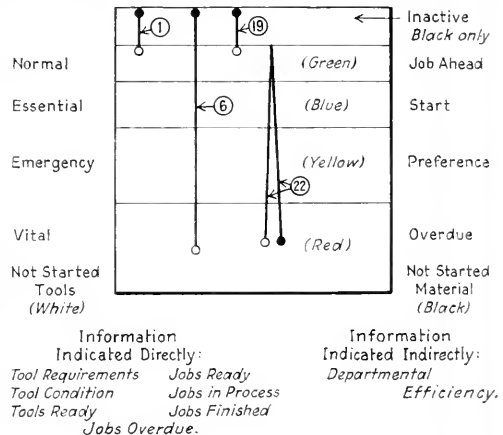 ① ⑲ Inactive
Black only
Normal (Green) Job Ahead
Essential ⑥ (Blue) Start
Emergency (Yellow) Preference
㉒
Vital (Red) Overdue
Not Started Not Started
Tools Material
(White) (Black)
Information
Indicated Directly:
Tool Requirements Jobs Ready
Tool Condition Jobs in Process
Tools Ready Jobs Finished
Jobs Overdue.
Information
Indicated Indirectly:
Departmental
Efficiency.